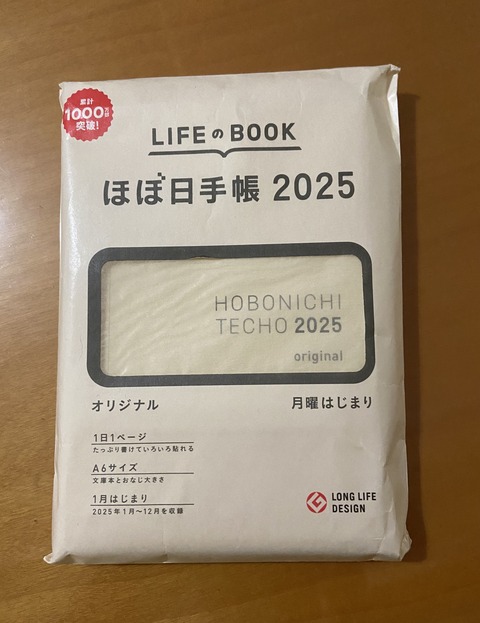 累計
1000万部
突破!
LIFEのBOOK
ほぼ日手帳 2025
HOBONICHI
TECHO 2025
original
オリジナル
月曜はじまり
1日1ページ
たっぷり書けていろいろ貼れる
A6サイズ
文庫本とおなじ大きさ
1月はじまり
2025年1月〜12月を収録
LONG LIFE
DESIGN